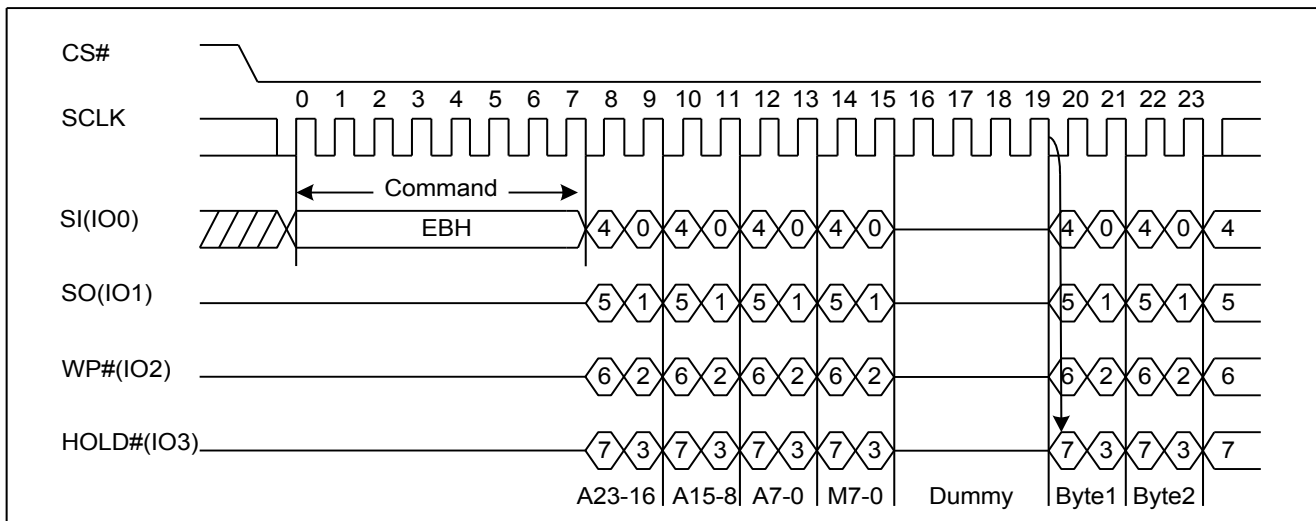 CS#
0 1 2 3 4 5 6 7 8 9 10 11 12 13 14 15 16 17 18 19 20 21 22 23
SCLK
Command
SI(IO0) EBH 4 0 4 0 4 0 4 0 4 0 4 0 4
SO(IO1) 5 1 5 1 5 1 5 1 5 1 5 1 5
WP#(IO2) 6 2 6 2 6 2 6 2 6 2 6 2 6
HOLD#(IO3) 7 3 7 3 7 3 7 3 7 3 7 3 7
A23-16 A15-8 A7-0 M7-0 Dummy Byte1 Byte2